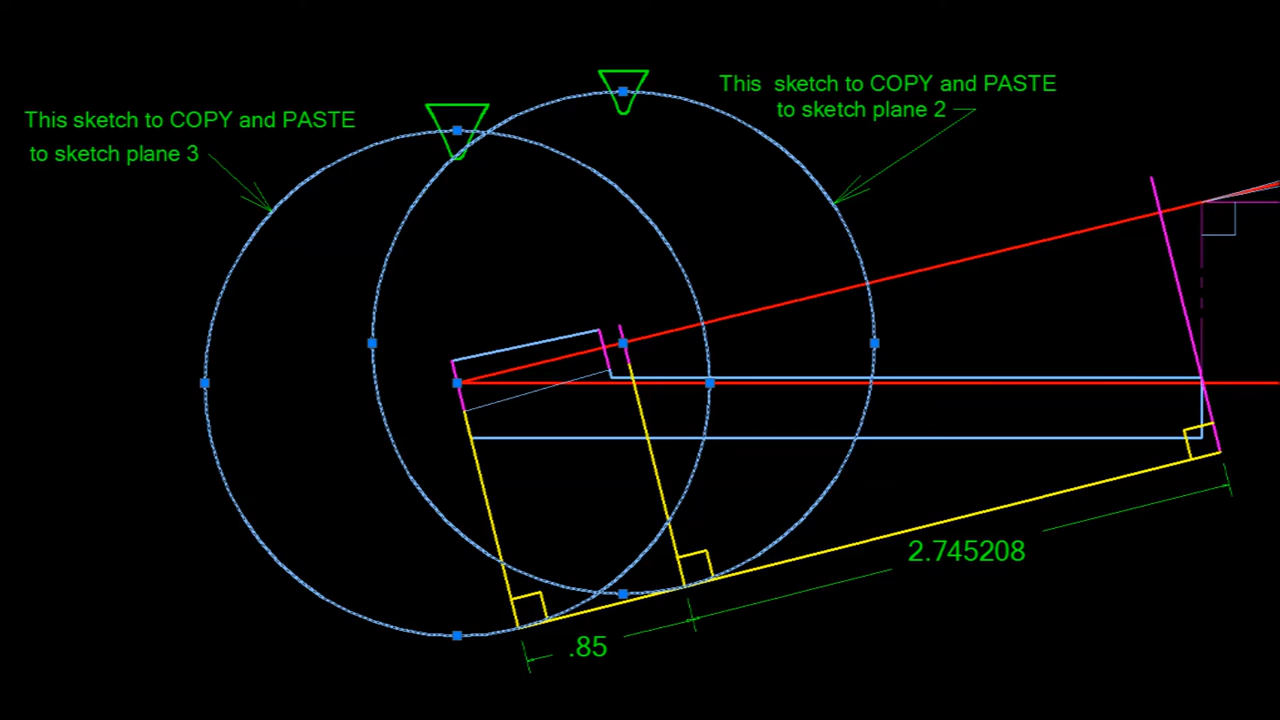 This sketch to COPY and PASTE
to sketch plane 3
This sketch to COPY and PASTE
to sketch plane 2
2.745208
.85